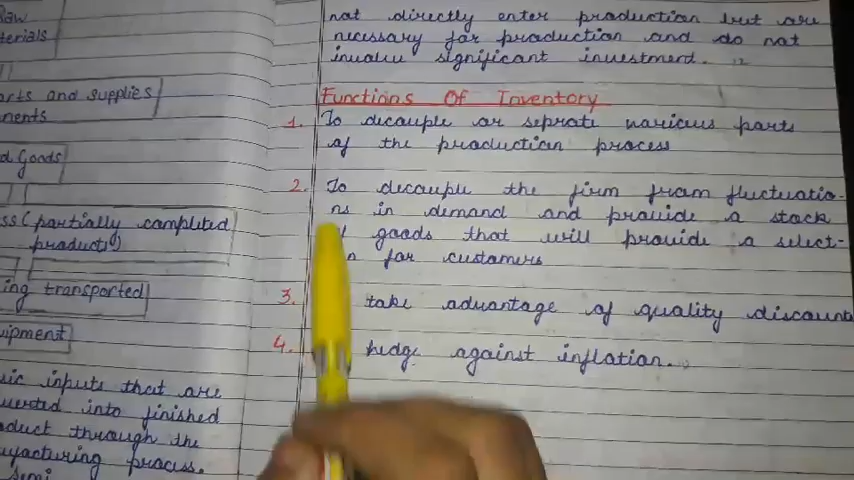 Raw
terials
arts and supplies
nents
d Goods
ss (partially completed
products)
ing transported
uipment
sic inputs that are
verted into finished
oduct through the
ufacturing process.
semi
not directly enter production but are
necessary for production and do not
involve significant investment.
Functions Of Inventory
1. To decouple or seprate various parts
of the production process
2. To decouple the firm from fluctuatio-
ns in demand and provide a stock
goods that will provide a select-
n for customers
3. take advantage of quality discount
4. hedge against inflation.